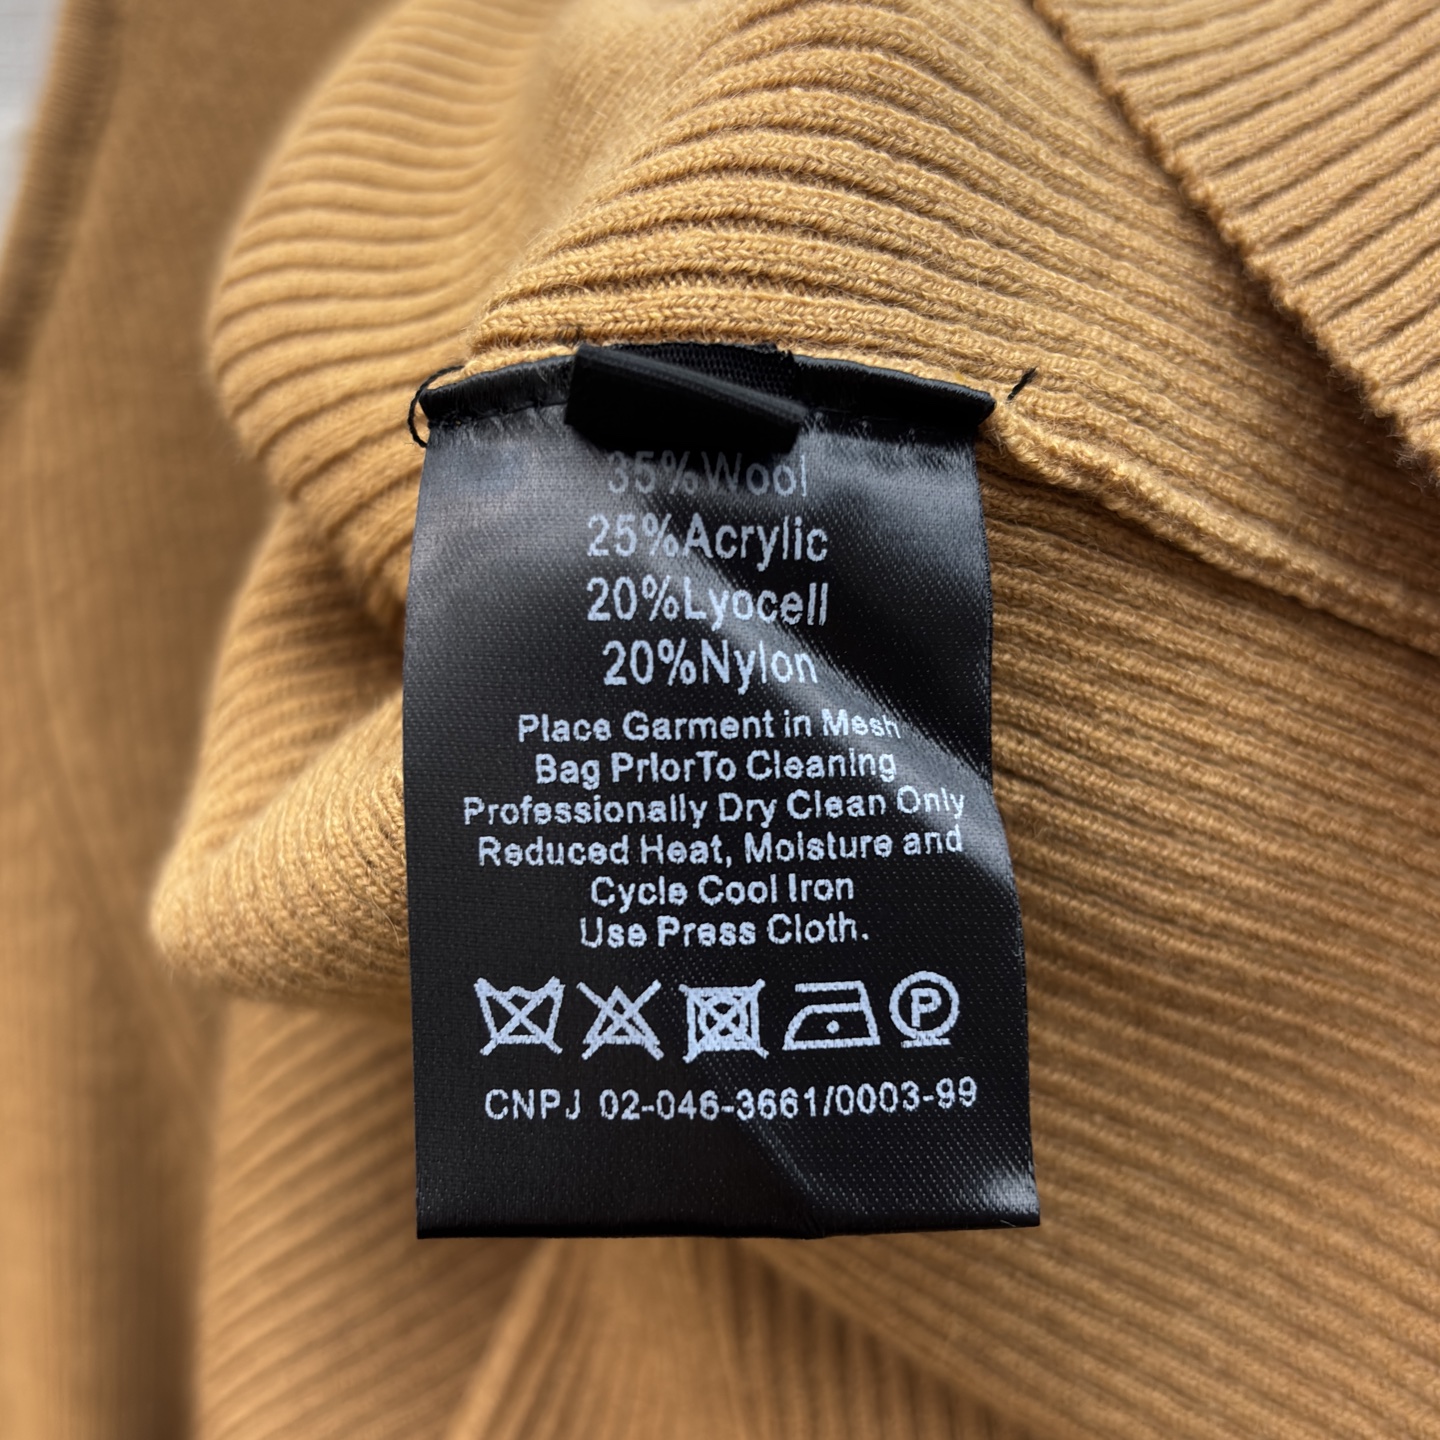 35%Wool
25%Acrylic
20%Lyocell
20%Nylon
Place Garment in Mesh
Bag PriorTo Cleaning
Professionally Dry Clean Only
Reduced Heat, Moisture and
Cycle Cool Iron
Use Press Cloth.
P
CNPJ 02-046-3661/0003-99